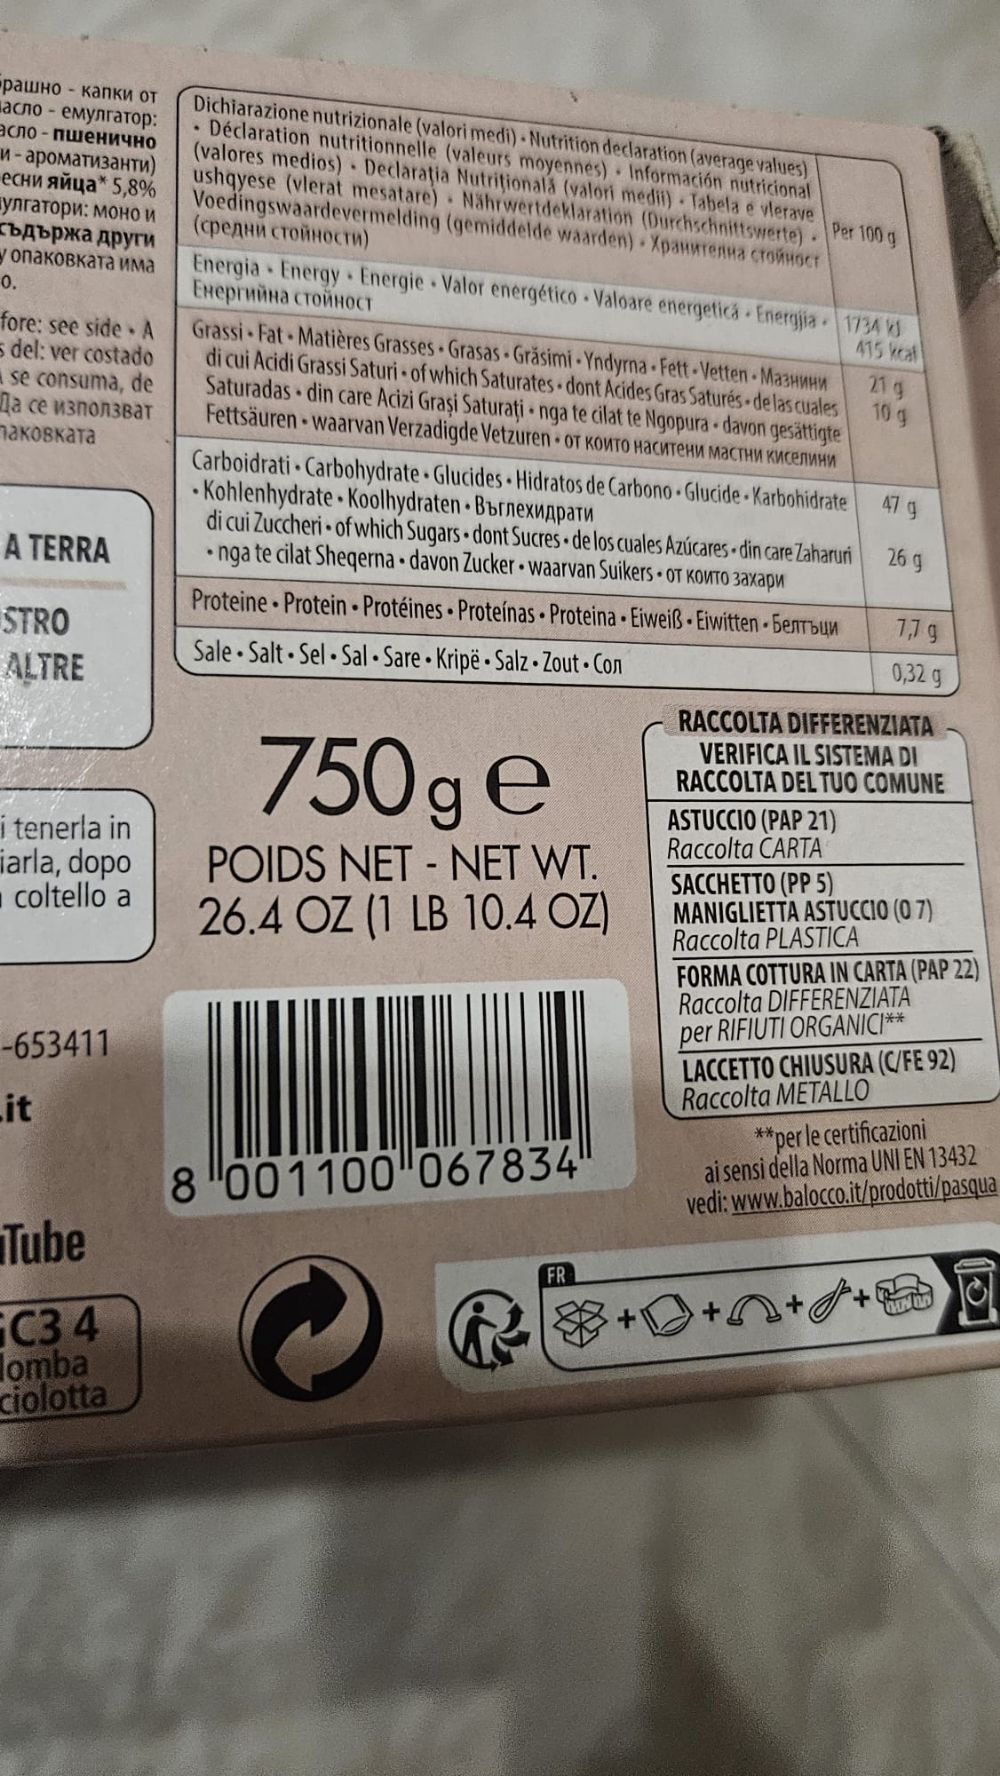 брашно - капки от
масло - емулгатор:
масло - пшенично
и - ароматизанти)
есни яйца* 5,8%
улгатори: моно и
съдържа други
у опаковката има
о.
fore: see side • A
s del: ver costado
se consuma, de
Да се използват
паковката
A TERRA
STRO
ALTRE
i tenerla in
iarla, dopo
coltello a
-653411
.it
uTube
GC3 4
lomba
ciolotta
Dichiarazione nutrizionale (valori medi) • Nutrition declaration (average values)
• Déclaration nutritionnelle (valeurs moyennes) • Información nutricional
(valores medios) • Declarația Nutrițională (valori medii) • Tabela e vlerave
ushqyese (vlerat mesatare) • Nährwertdeklaration (Durchschnittswerte) •
Voedingswaardevermelding (gemiddelde waarden) • Хранителна стойност
(средни стойности)
Per 100 g
Energia • Energy • Energie • Valor energético • Valoare energetică • Energjia •
Енергийна стойност
1734 kJ
415 kcal
Grassi • Fat • Matières Grasses • Grasas • Grăsimi • Yndyrna • Fett • Vetten • Мазнини
21 g
di cui Acidi Grassi Saturi • of which Saturates • dont Acides Gras Saturés • de las cuales
10 g
Saturadas • din care Acizi Grași Saturați • nga te cilat te Ngopura • davon gesättigte
Fettsäuren • waarvan Verzadigde Vetzuren • от които наситени мастни киселини
Carboidrati • Carbohydrate • Glucides • Hidratos de Carbono • Glucide • Karbohidrate
47 g
• Kohlenhydrate • Koolhydraten • Въглехидрати
di cui Zuccheri • of which Sugars • dont Sucres • de los cuales Azúcares • din care Zaharuri
26 g
• nga te cilat Sheqerna • davon Zucker • waarvan Suikers • от които захари
Proteine • Protein • Protéines • Proteínas • Proteina • Eiweiß • Eiwitten • Белтъци
7,7 g
Sale • Salt • Sel • Sal • Sare • Kripë • Salz • Zout • Сол
0,32 g
750 g e
POIDS NET - NET WT.
26.4 OZ (1 LB 10.4 OZ)
8 001100 067834
RACCOLTA DIFFERENZIATA
VERIFICA IL SISTEMA DI
RACCOLTA DEL TUO COMUNE
ASTUCCIO (PAP 21)
Raccolta CARTA
SACCHETTO (PP 5)
MANIGLIETTA ASTUCCIO (O 7)
Raccolta PLASTICA
FORMA COTTURA IN CARTA (PAP 22)
Raccolta DIFFERENZIATA
per RIFIUTI ORGANICI**
LACCETTO CHIUSURA (C/FE 92)
Raccolta METALLO
**per le certificazioni
ai sensi della Norma UNI EN 13432
vedi: www.balocco.it/prodotti/pasqua
FR